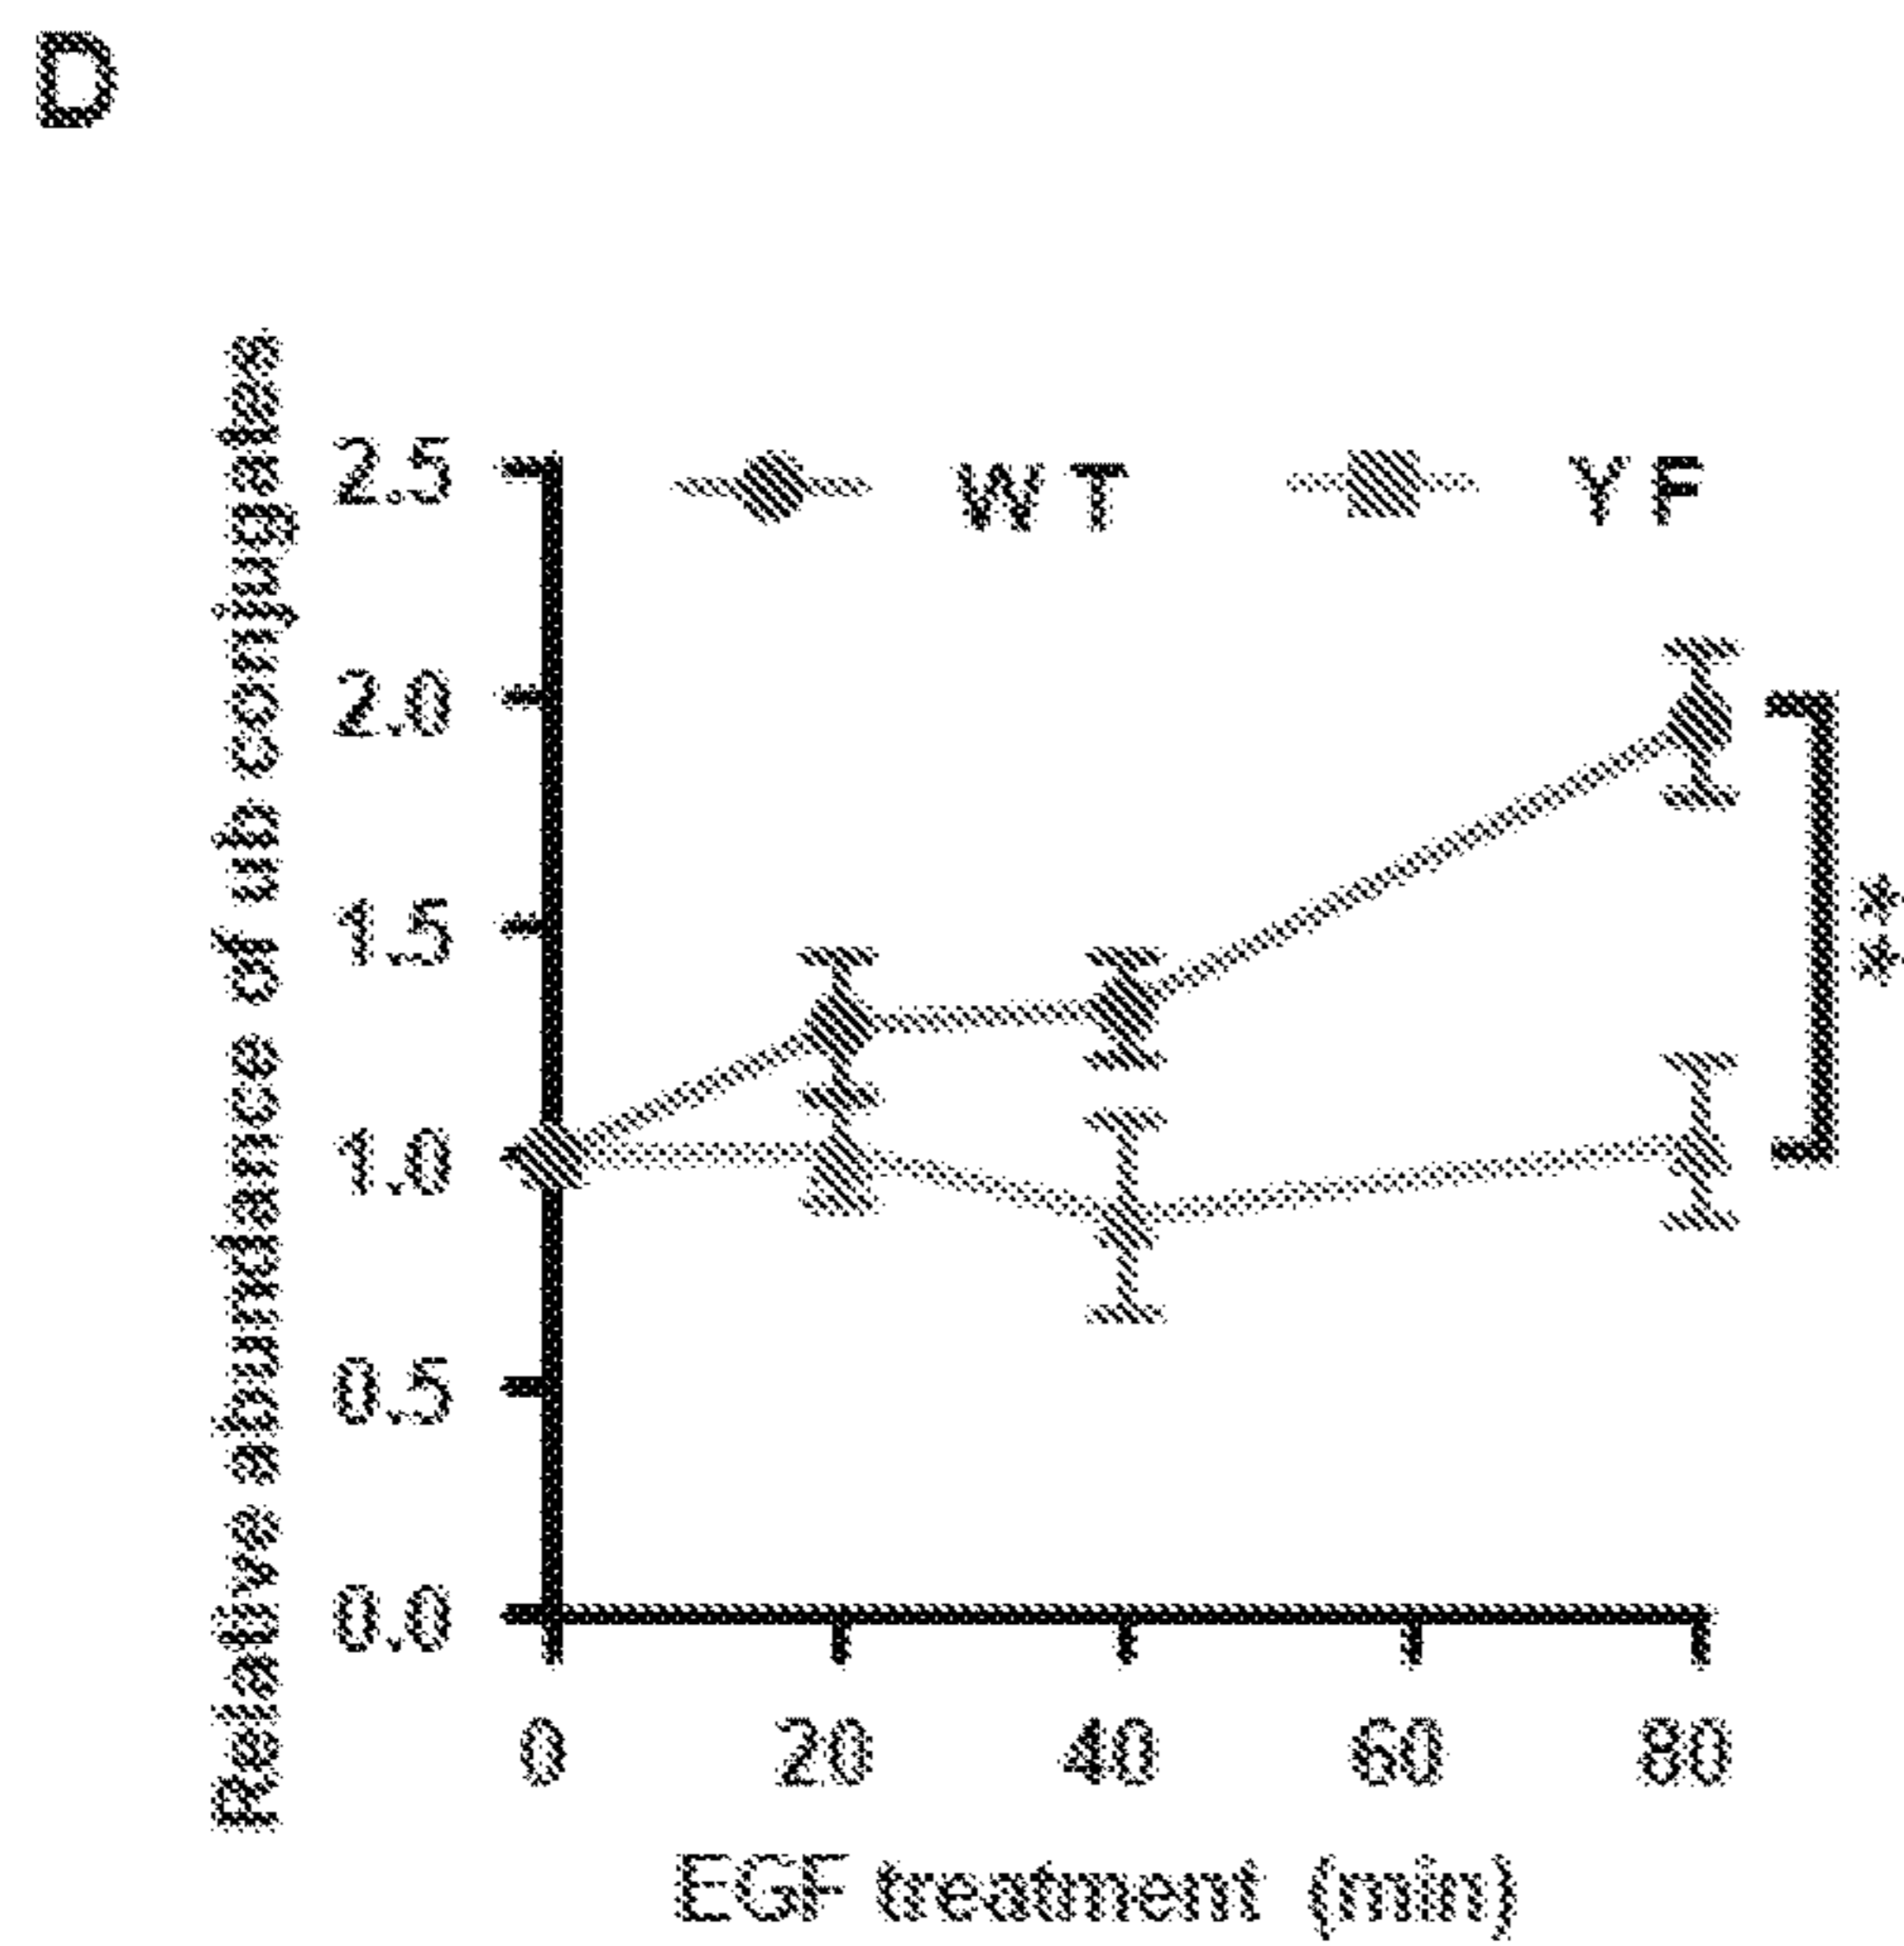 D
Relative abundance of ub conjugates
2.5
WT
YF
2.0
1.5
1.0
0.5
0.0
**
0
20
40
60
80
EGF treatment (min)